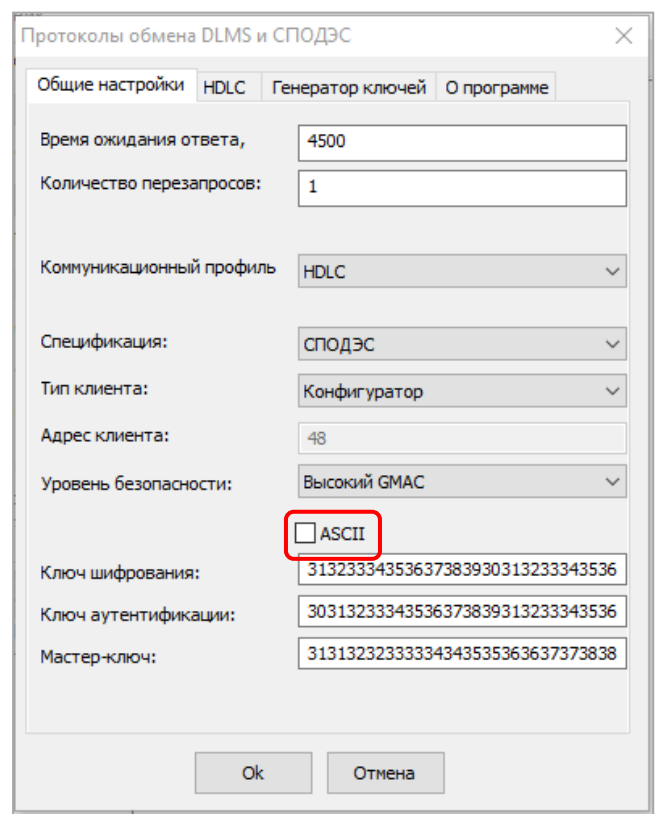 Протоколы обмена DLMS и СПОДЭС
Общие настройки HDLC Генератор ключей О программе
Время ожидания ответа, 4500
Количество перезапросов: 1
Коммуникационный профиль HDLC
Спецификация: СПОДЭС
Тип клиента: Конфигуратор
Адрес клиента: 48
Уровень безопасности: Высокий GMAC
ASCII
Ключ шифрования: 31323334353637383930313233343536
Ключ аутентификации: 30313233343536373839313233343536
Мастер-ключ: 31313232333334343535363637373838
Ok Отмена